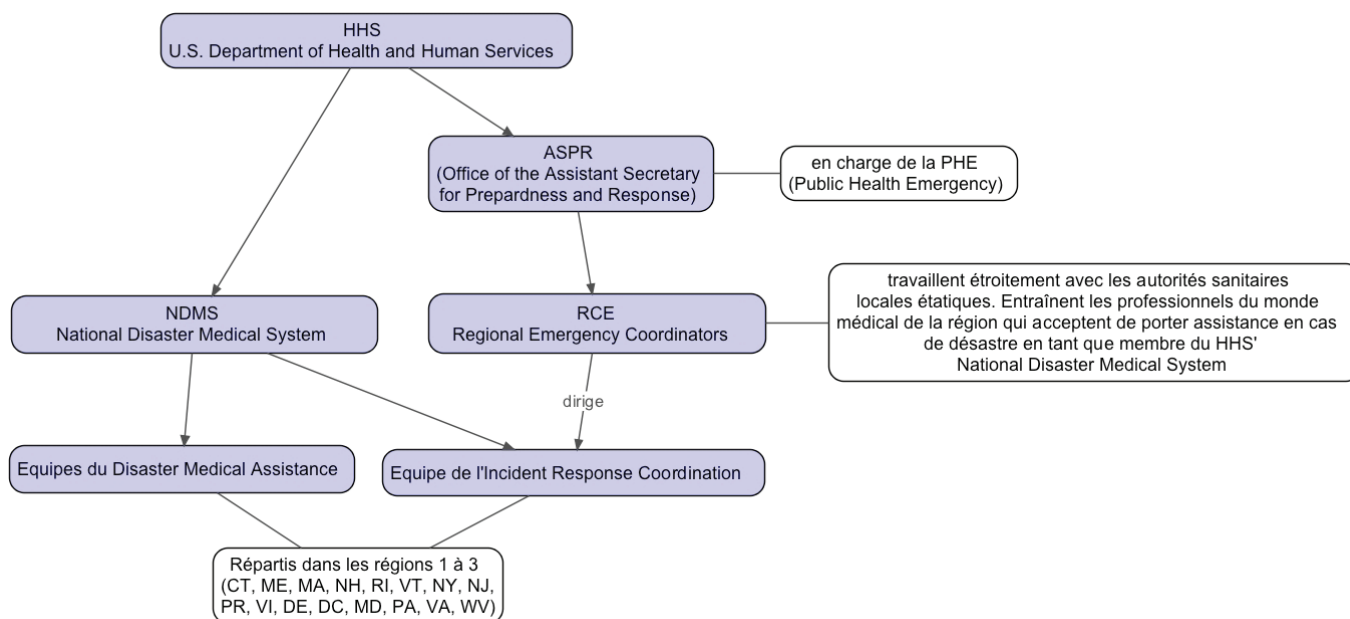 HHS
U.S. Department of Health and Human Services
ASPR
(Office of the Assistant Secretary
for Prepardness and Response)
en charge de la PHE
(Public Health Emergency)
NDMS
National Disaster Medical System
RCE
Regional Emergency Coordinators
travaillent étroitement avec les autorités sanitaires
locales étatiques. Entraînent les professionnels du monde
médical de la région qui acceptent de porter assistance en cas
de désastre en tant que membre du HHS'
National Disaster Medical System
dirige
Equipes du Disaster Medical Assistance
Equipe de l'Incident Response Coordination
Répartis dans les régions 1 à 3
(CT, ME, MA, NH, RI, VT, NY, NJ,
PR, VI, DE, DC, MD, PA, VA, WV)